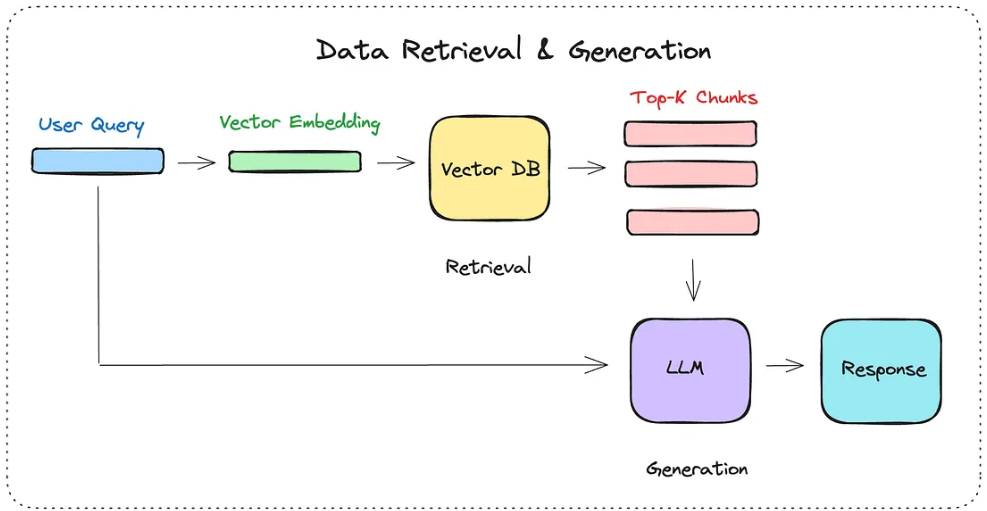 Data Retrieval & Generation
User Query
Vector Embedding
Vector DB
Top-K Chunks
Retrieval
LLM
Response
Generation